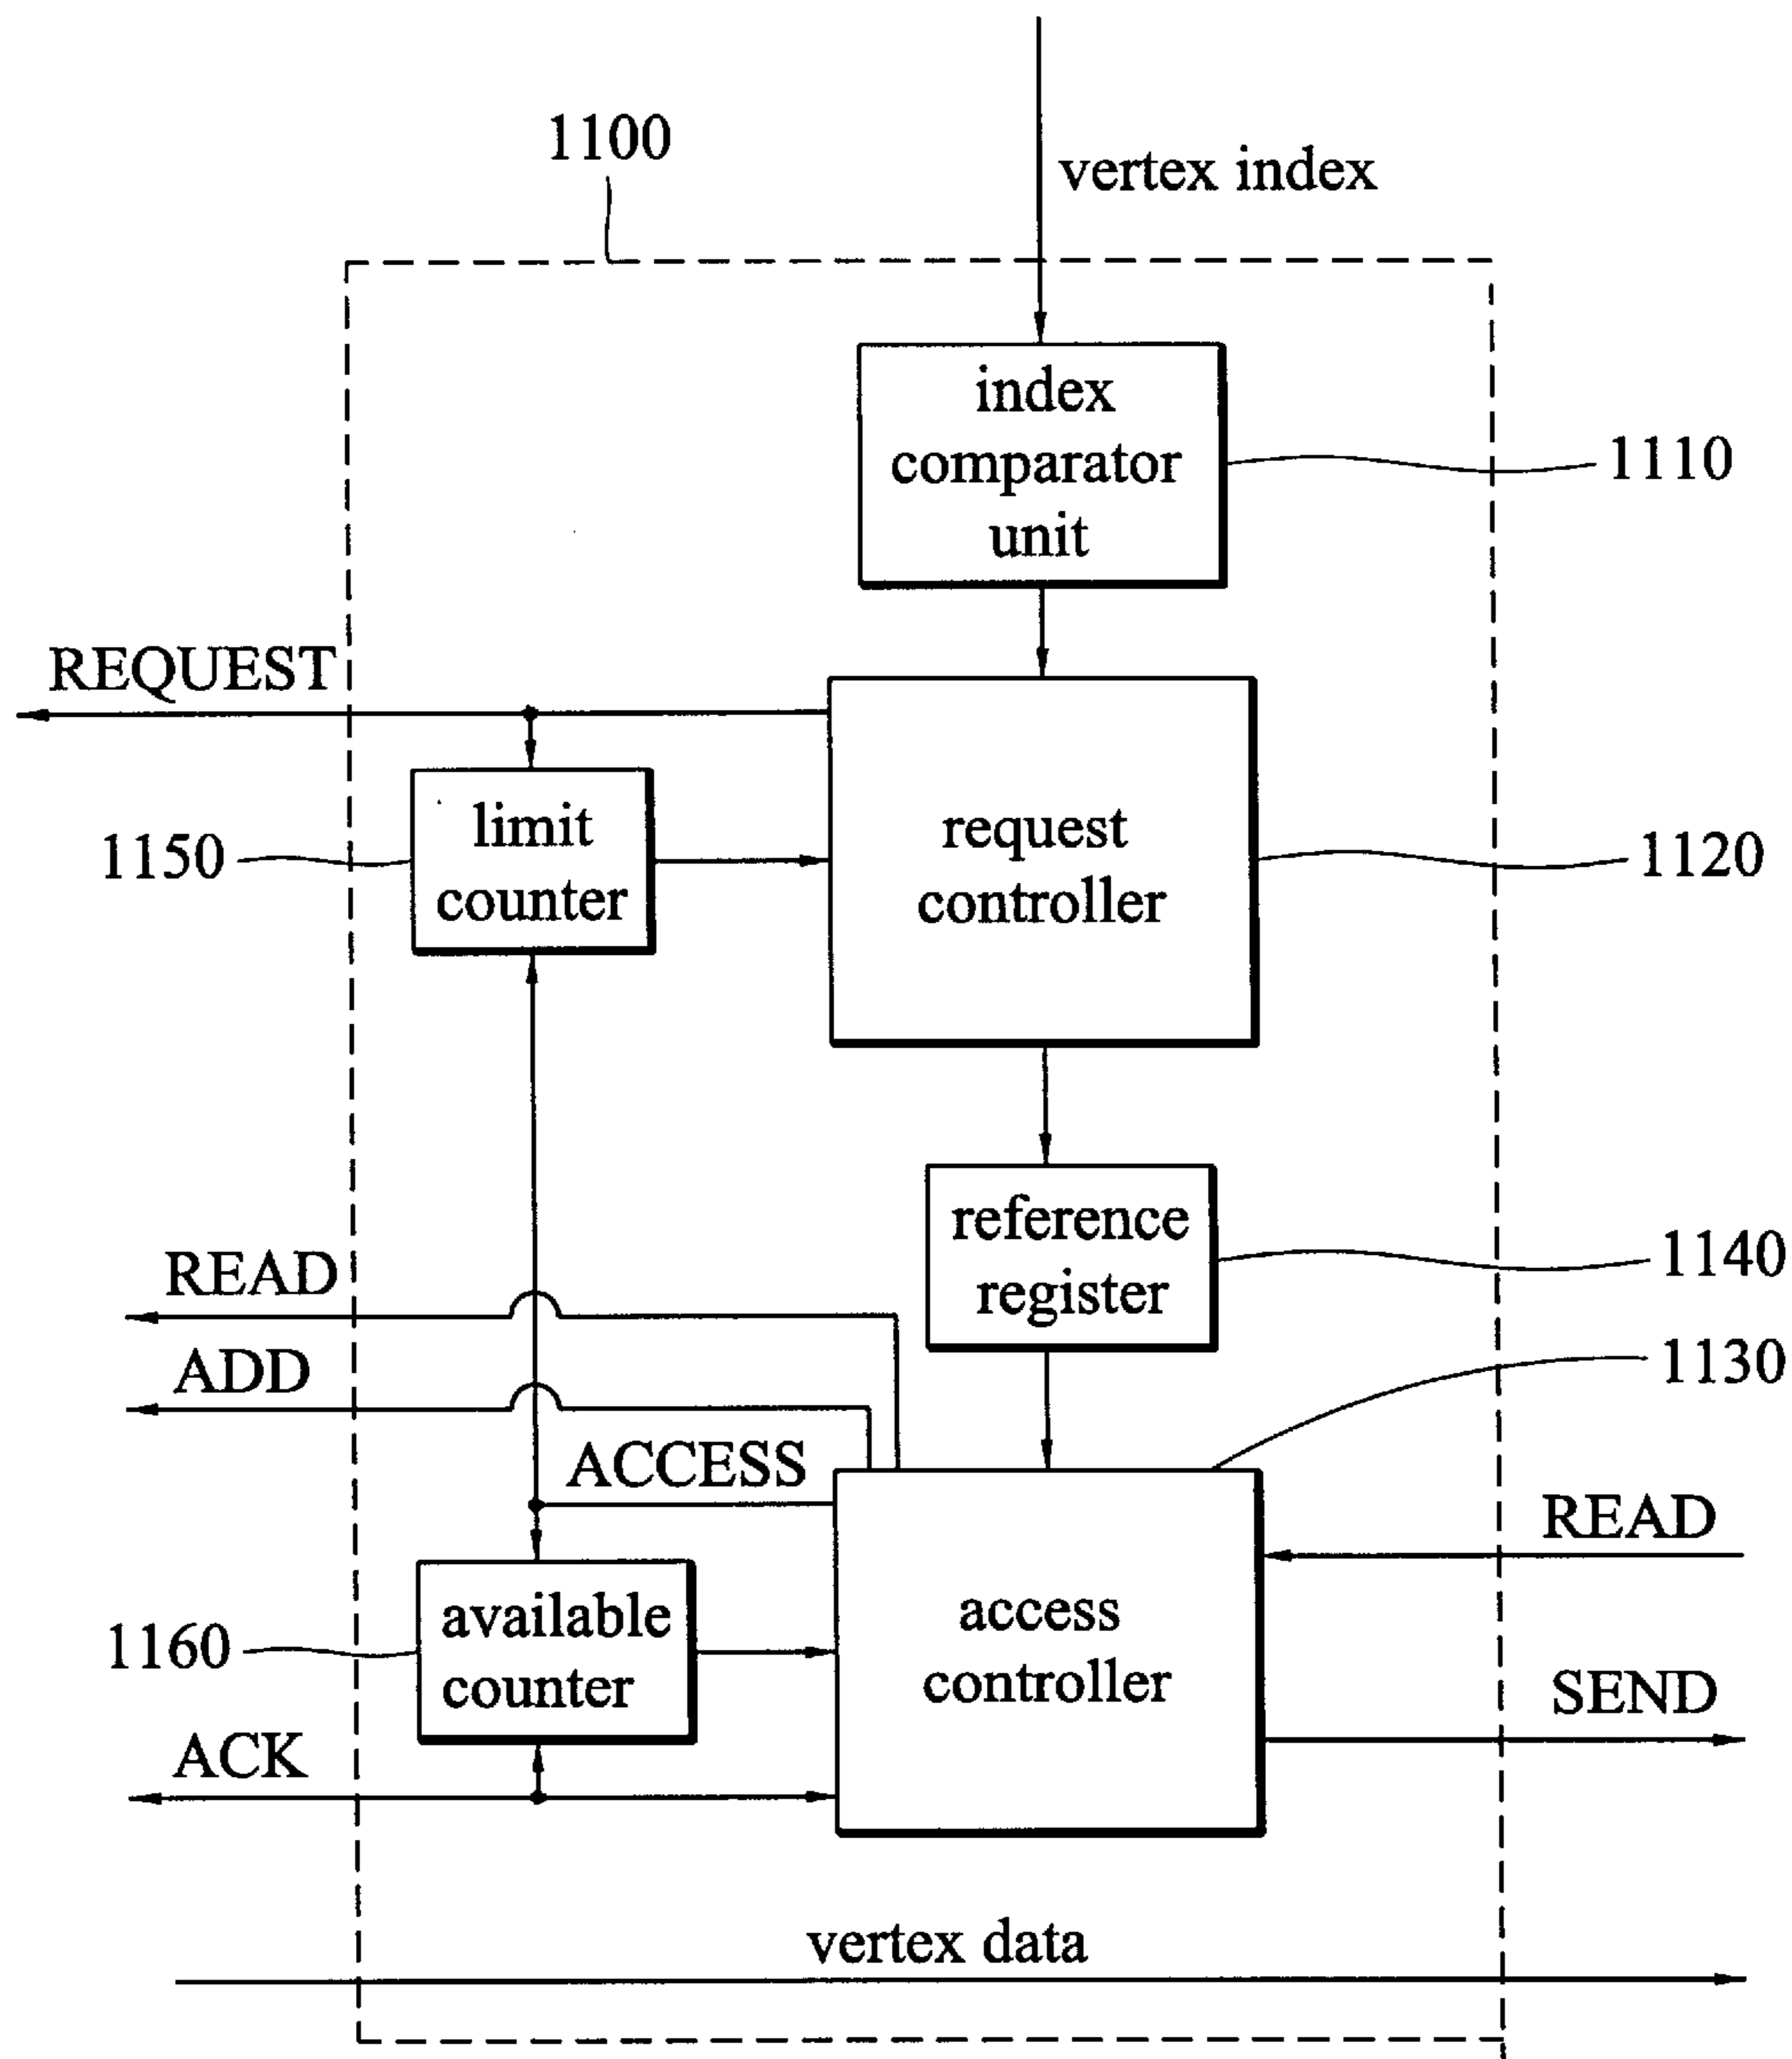 1100
vertex index
index
comparator
unit
1110
REQUEST
limit
counter
1150
request
controller
1120
reference
register
1140
READ
ADD
1130
ACCESS
READ
available
counter
1160
access
controller
SEND
ACK
vertex data